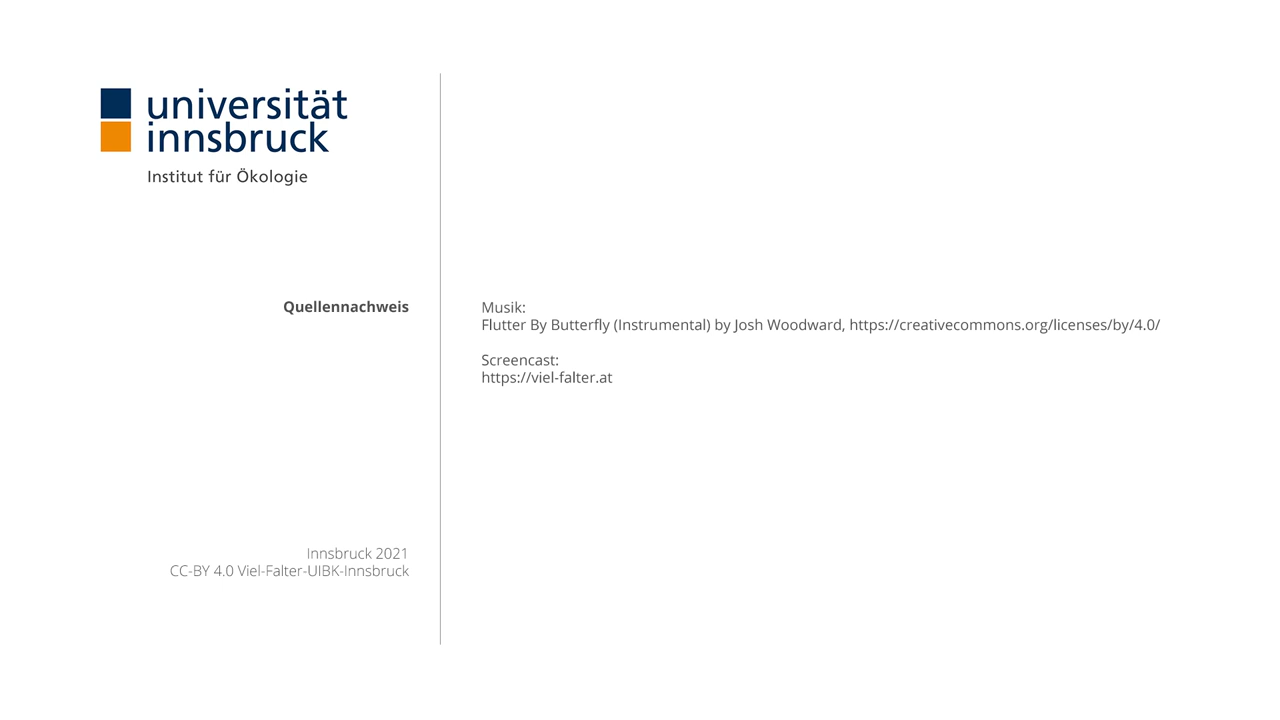 universität
innsbruck
Institut für Ökologie
Quellennachweis
Musik:
Flutter By Butterfly (Instrumental) by Josh Woodward, https://creativecommons.org/licenses/by/4.0/
Screencast:
https://viel-falter.at
Innsbruck 2021
CC-BY 4.0 Viel-Falter-UIBK-Innsbruck